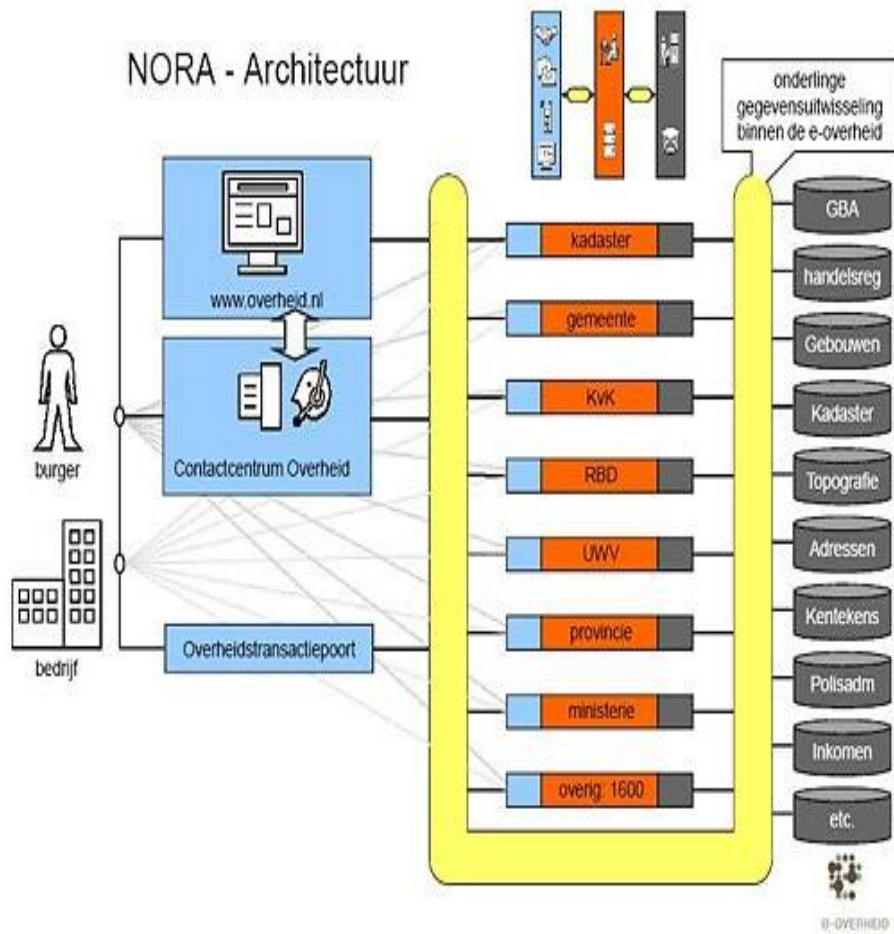 NORA - Architectuur
onderlinge
gegevensuitwisseling
binnen de e-overheid
www.overheid.nl
Contactcentrum Overheid
Overheidstransactiepoort
burger
bedrijf
kadaster
gemeente
KvK
RBD
UWV
provincie
ministerie
overig: 1600
GBA
handelsreg
Gebouwen
Kadaster
Topografie
Adressen
Kentekens
Polisadm
Inkomen
etc.
e-OVERHEID